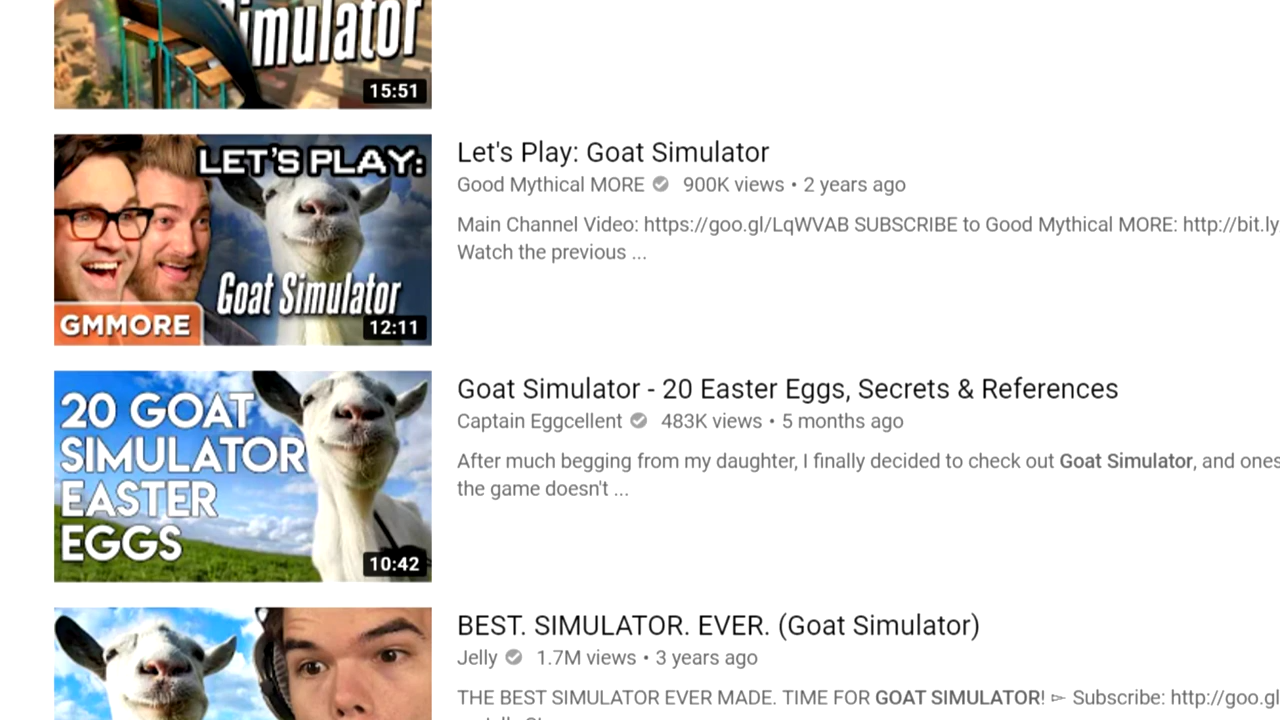 imulator
15:51
LET'S PLAY:
Goat Simulator
GMMORE
12:11
Let's Play: Goat Simulator
Good Mythical MORE 900K views • 2 years ago
Main Channel Video: https://goo.gl/LqWVAB SUBSCRIBE to Good Mythical MORE: http://bit.ly
Watch the previous ...
20 GOAT
SIMULATOR
EASTER
EGGS
10:42
Goat Simulator - 20 Easter Eggs, Secrets & References
Captain Eggcellent 483K views • 5 months ago
After much begging from my daughter, I finally decided to check out Goat Simulator, and ones
the game doesn't ...
BEST. SIMULATOR. EVER. (Goat Simulator)
Jelly 1.7M views • 3 years ago
THE BEST SIMULATOR EVER MADE. TIME FOR GOAT SIMULATOR! ▻ Subscribe: http://goo.gl